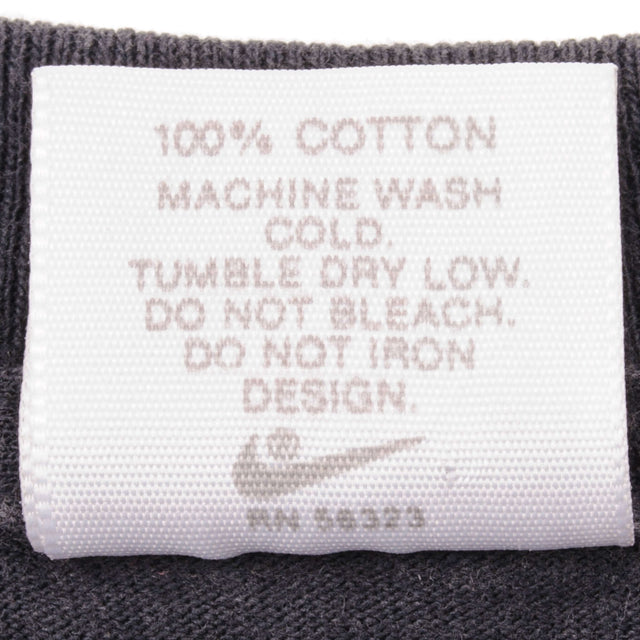 100% COTTON
MACHINE WASH
COLD.
TUMBLE DRY LOW.
DO NOT BLEACH.
DO NOT IRON
DESIGN.
®
RN 56323